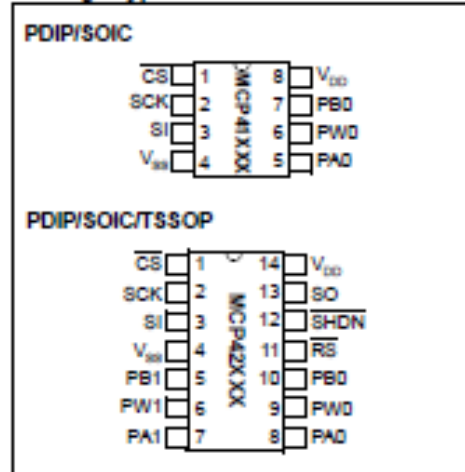 PDIP/SOIC
CS 1 8 VDD
SCK 2 7 PB0
SI 3 6 PW0
VSS 4 5 PA0
MCP41XXX
PDIP/SOIC/TSSOP
CS 1 14 VDD
SCK 2 13 SO
SI 3 12 SHDN
VSS 4 11 RS
PB1 5 10 PB0
PW1 6 9 PW0
PA1 7 8 PA0
MCP42XXX